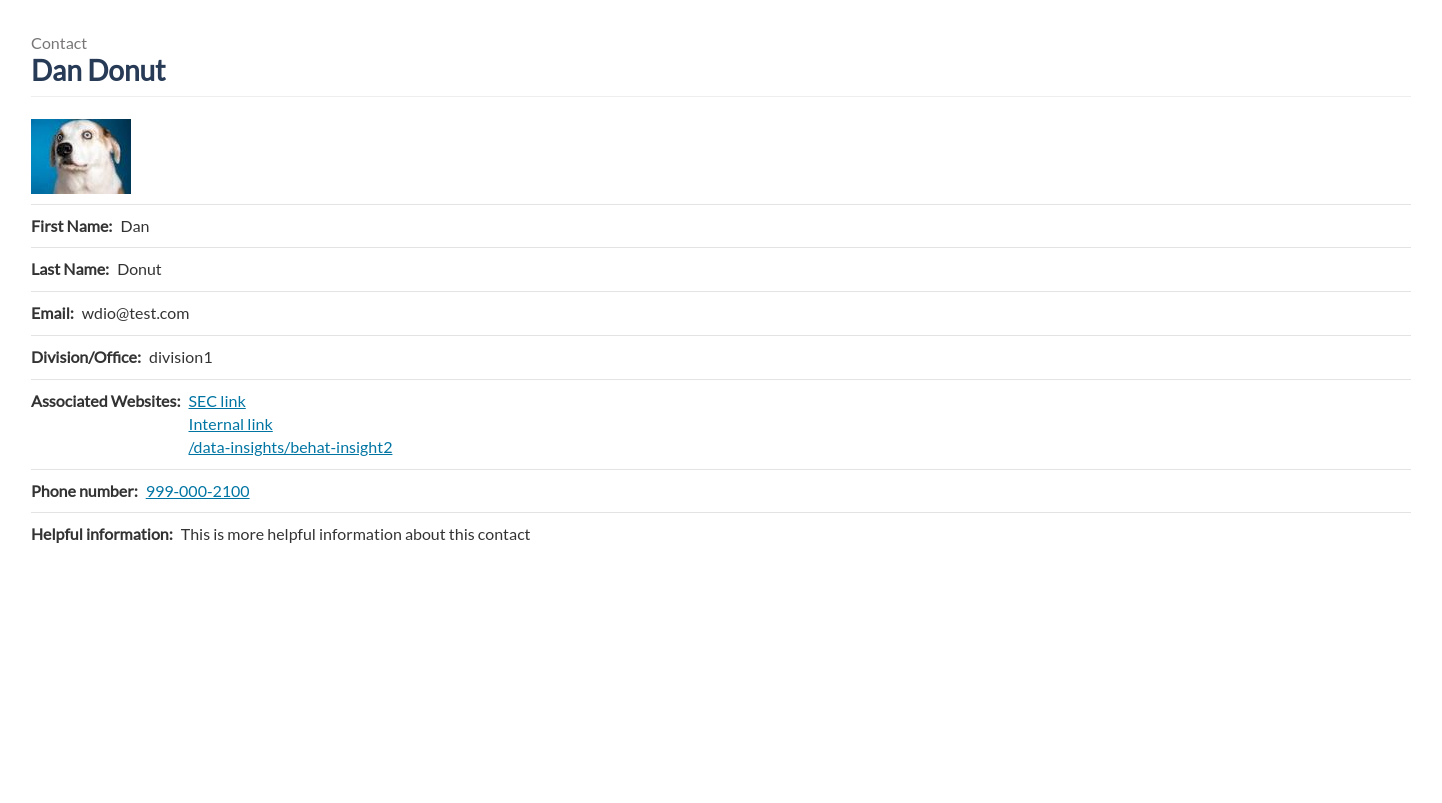 Contact
Dan Donut
First Name: Dan
Last Name: Donut
Email: wdio@test.com
Division/Office: division1
Associated Websites: SEC link
Internal link
/data-insights/behat-insight2
Phone number: 999-000-2100
Helpful information: This is more helpful information about this contact